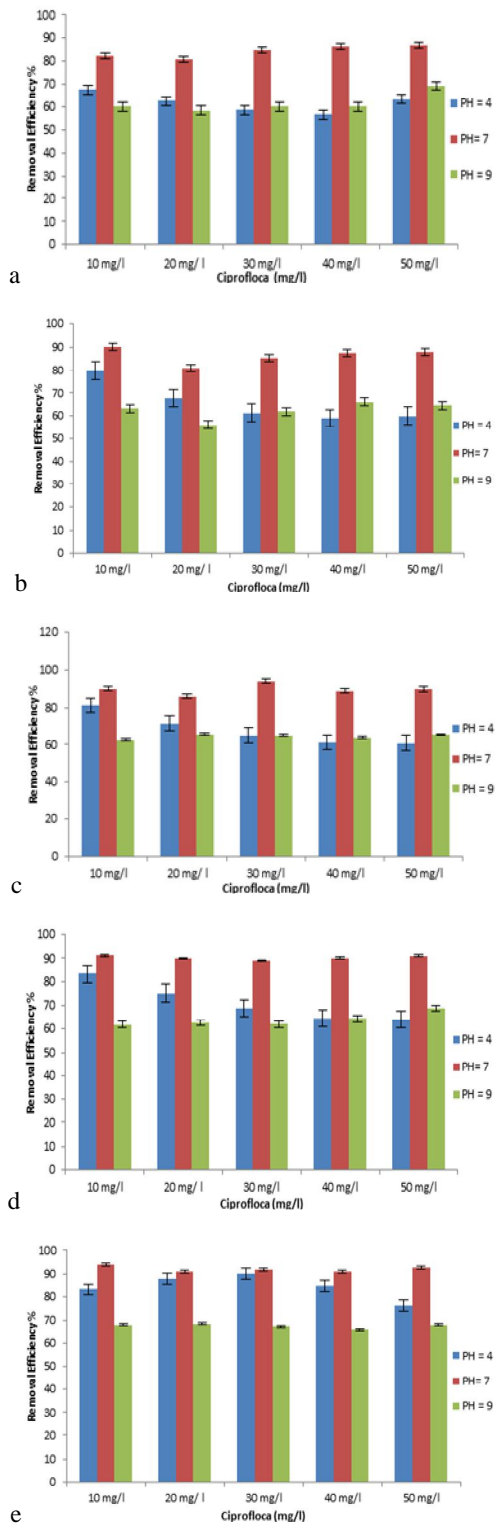 100
90
80
70
60
50
40
30
20
10
0
Removal Efficiency %
10 mg/l 20 mg/ l 30 mg/l 40 mg/l 50 mg/l
Ciprofloca (mg/l)
PH = 4
PH= 7
PH = 9
a
100
90
80
70
60
50
40
30
20
10
0
Removal Efficiency %
10 mg/l 20 mg/ l 30 mg/l 40 mg/l 50 mg/l
Ciprofloca (mg/l)
PH = 4
PH= 7
PH = 9
b
120
100
80
60
40
20
0
Removal Efficiency %
10 mg/l 20 mg/ l 30 mg/l 40 mg/l 50 mg/l
Ciprofloca (mg/l)
PH = 4
PH= 7
PH = 9
c
100
90
80
70
60
50
40
30
20
10
0
Removal Efficiency %
10 mg/l 20 mg/ l 30 mg/l 40 mg/l 50 mg/l
Ciprofloca (mg/l)
PH = 4
PH= 7
PH = 9
d
100
90
80
70
60
50
40
30
20
10
0
Removal Efficiency %
10 mg/l 20 mg/ l 30 mg/l 40 mg/l 50 mg/l
Ciprofloca (mg/l)
PH = 4
PH= 7
PH = 9
e